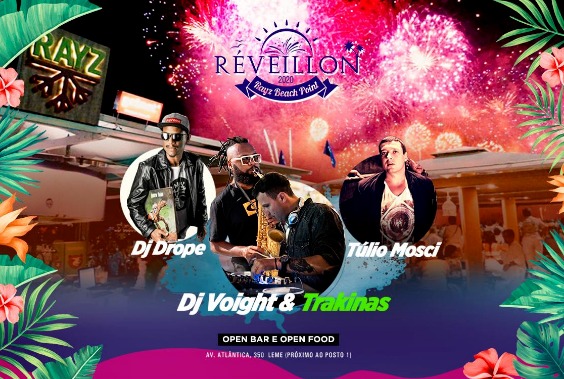 RAYZ
RÉVEILLON
2020
Rayz Beach Point
Dj Drope
Túlio Mosci
Dj Voight & Trakinas
OPEN BAR E OPEN FOOD
AV. ATLÂNTICA, 350 LEME (PRÓXIMO AO POSTO 1)